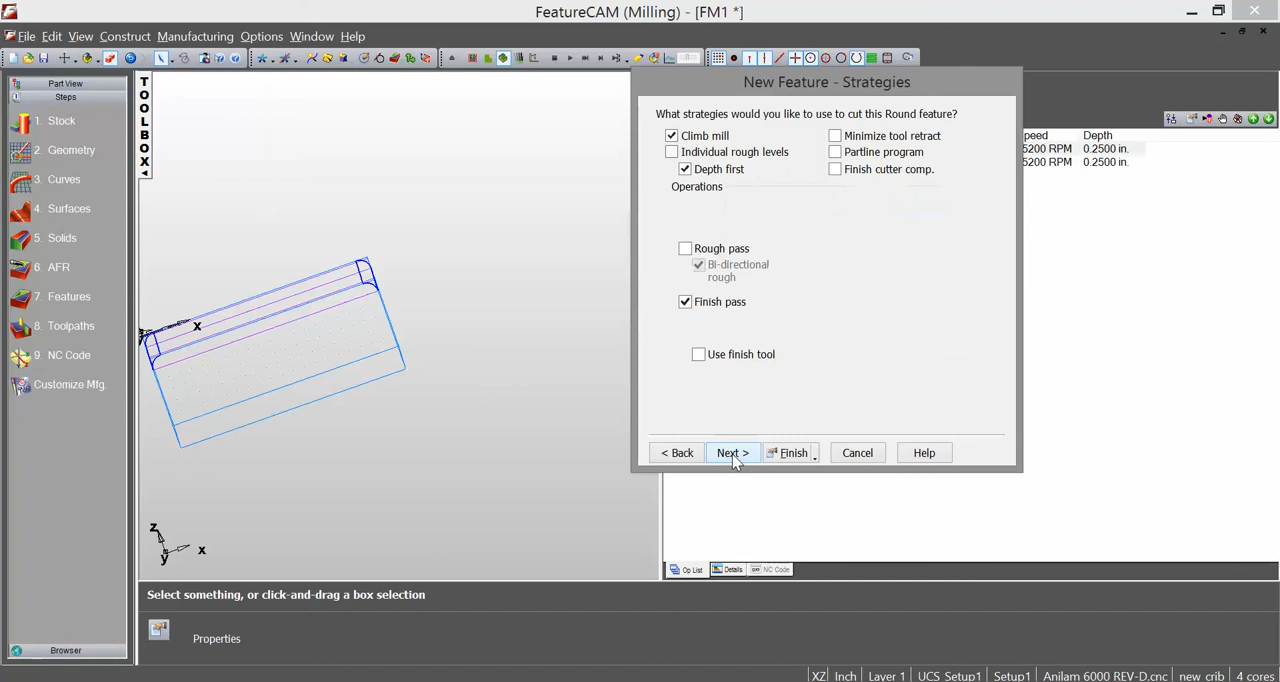 FeatureCAM (Milling) - [FM1 *]
File Edit View Construct Manufacturing Options Window Help
TOOLBOX
Part View
Steps
1. Stock
2. Geometry
3. Curves
4. Surfaces
5. Solids
6 AFR
7. Features
8. Toolpaths
9. NC Code
Customize Mfg.
Browser
x
z
x
y
New Feature - Strategies
What strategies would you like to use to cut this Round feature?
Climb mill
Minimize tool retract
Individual rough levels
Partline program
Depth first
Finish cutter comp.
Operations
Rough pass
Bi-directional
rough
Finish pass
Use finish tool
< Back Next > Finish Cancel Help
peed Depth
5200 RPM 0.2500 in.
5200 RPM 0.2500 in.
Op List Details NC Code
Select something, or click-and-drag a box selection
Properties
XZ Inch Layer 1 UCS_Setup1 Setup1 Anilam 6000 REV-D.cnc new crib 4 cores